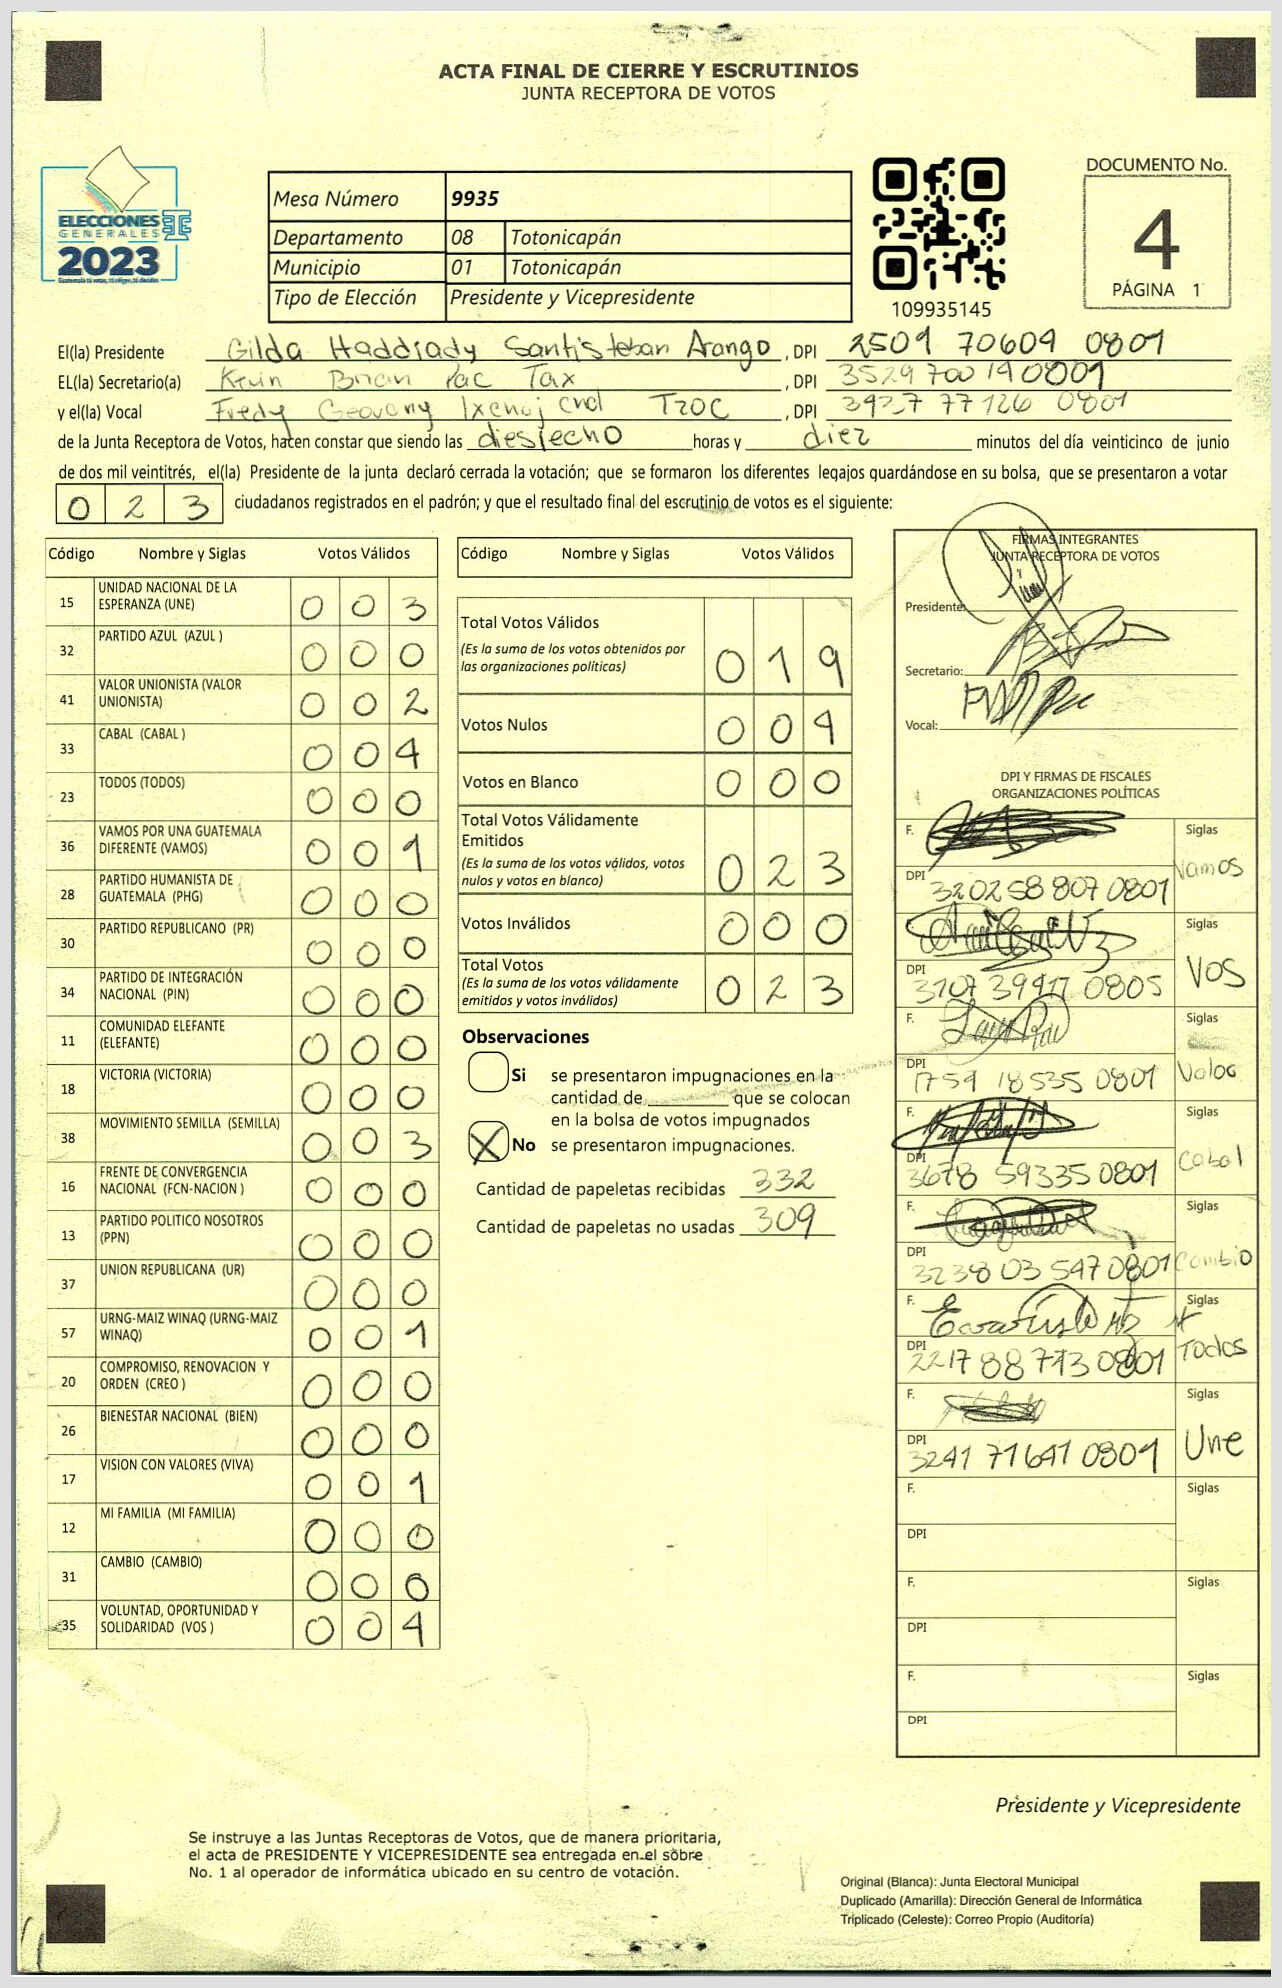 ACTA FINAL DE CIERRE Y ESCRUTINIOS
JUNTA RECEPTORA DE VOTOS
ELECCIONES
GENERALES
2023
Mesa Número 9935
Departamento 08 Totonicapán
Municipio 01 Totonicapán
Tipo de Elección Presidente y Vicepresidente
109935145
DOCUMENTO No.
4
PÁGINA 1
El(la) Presidente Gilda Haddiady Santisteban Arango , DPI 2509 70609 0801
EL(la) Secretario(a) Kevin Brian Pac Tax , DPI 3529 70019 0801
y el(la) Vocal Fredy Geovany , DPI 3927 77126 0801
de la Junta Receptora de Votos, hacen constar que siendo las diesiocho horas y diez minutos del día veinticinco de junio
de dos mil veintitrés, el(la) Presidente de la junta declaró cerrada la votación; que se formaron los diferentes legajos guardándose en su bolsa, que se presentaron a votar
0 2 3 ciudadanos registrados en el padrón; y que el resultado final del escrutinio de votos es el siguiente:
Código Nombre y Siglas Votos Válidos
15 UNIDAD NACIONAL DE LA ESPERANZA (UNE) 0 0 3
32 PARTIDO AZUL (AZUL ) 0 0 0
41 VALOR UNIONISTA (VALOR UNIONISTA) 0 0 2
33 CABAL (CABAL ) 0 0 4
23 TODOS (TODOS) 0 0 0
36 VAMOS POR UNA GUATEMALA DIFERENTE (VAMOS) 0 0 1
28 PARTIDO HUMANISTA DE GUATEMALA (PHG) 0 0 0
30 PARTIDO REPUBLICANO (PR) 0 0 0
34 PARTIDO DE INTEGRACIÓN NACIONAL (PIN) 0 0 0
11 COMUNIDAD ELEFANTE (ELEFANTE) 0 0 0
18 VICTORIA (VICTORIA) 0 0 0
38 MOVIMIENTO SEMILLA (SEMILLA) 0 0 3
16 FRENTE DE CONVERGENCIA NACIONAL (FCN-NACION ) 0 0 0
13 PARTIDO POLITICO NOSOTROS (PPN) 0 0 0
37 UNION REPUBLICANA (UR) 0 0 0
57 URNG-MAIZ WINAQ (URNG-MAIZ WINAQ) 0 0 1
20 COMPROMISO, RENOVACION Y ORDEN (CREO ) 0 0 0
26 BIENESTAR NACIONAL (BIEN) 0 0 0
17 VISION CON VALORES (VIVA) 0 0 1
12 MI FAMILIA (MI FAMILIA) 0 0 0
31 CAMBIO (CAMBIO) 0 0 0
35 VOLUNTAD, OPORTUNIDAD Y SOLIDARIDAD (VOS ) 0 0 4
Código Nombre y Siglas Votos Válidos
Total Votos Válidos
(Es la suma de los votos obtenidos por
las organizaciones políticas) 0 1 9
Votos Nulos 0 0 4
Votos en Blanco 0 0 0
Total Votos Válidamente
Emitidos
(Es la suma de los votos válidos, votos
nulos y votos en blanco) 0 2 3
Votos Inválidos 0 0 0
Total Votos
(Es la suma de los votos válidamente
emitidos y votos inválidos) 0 2 3
Observaciones
Si se presentaron impugnaciones en la
cantidad de ________ que se colocan
en la bolsa de votos impugnados
X No se presentaron impugnaciones.
Cantidad de papeletas recibidas 332
Cantidad de papeletas no usadas 309
FIRMAS INTEGRANTES
JUNTA RECEPTORA DE VOTOS
Presidente:
Secretario:
Vocal:
DPI Y FIRMAS DE FISCALES
ORGANIZACIONES POLÍTICAS
F. Siglas
DPI 320258 807 0801 Vamos
F. Siglas
DPI 3107 39417 0805 VOS
F. Siglas
DPI 1759 18535 0801 Valor
F. Siglas
DPI 3678 59335 0801 Cabal
F. Siglas
DPI 3238 03 547 0801 Cambio
F. Siglas
DPI 2217 88 773 0801 Todos
F. Siglas
DPI 3241 71641 0801 Une
F. Siglas
DPI
F. Siglas
DPI
F. Siglas
DPI
Presidente y Vicepresidente
Se instruye a las Juntas Receptoras de Votos, que de manera prioritaria,
el acta de PRESIDENTE Y VICEPRESIDENTE sea entregada en el sobre
No. 1 al operador de informática ubicado en su centro de votación.
Original (Blanca): Junta Electoral Municipal
Duplicado (Amarilla): Dirección General de Informática
Triplicado (Celeste): Correo Propio (Auditoría)